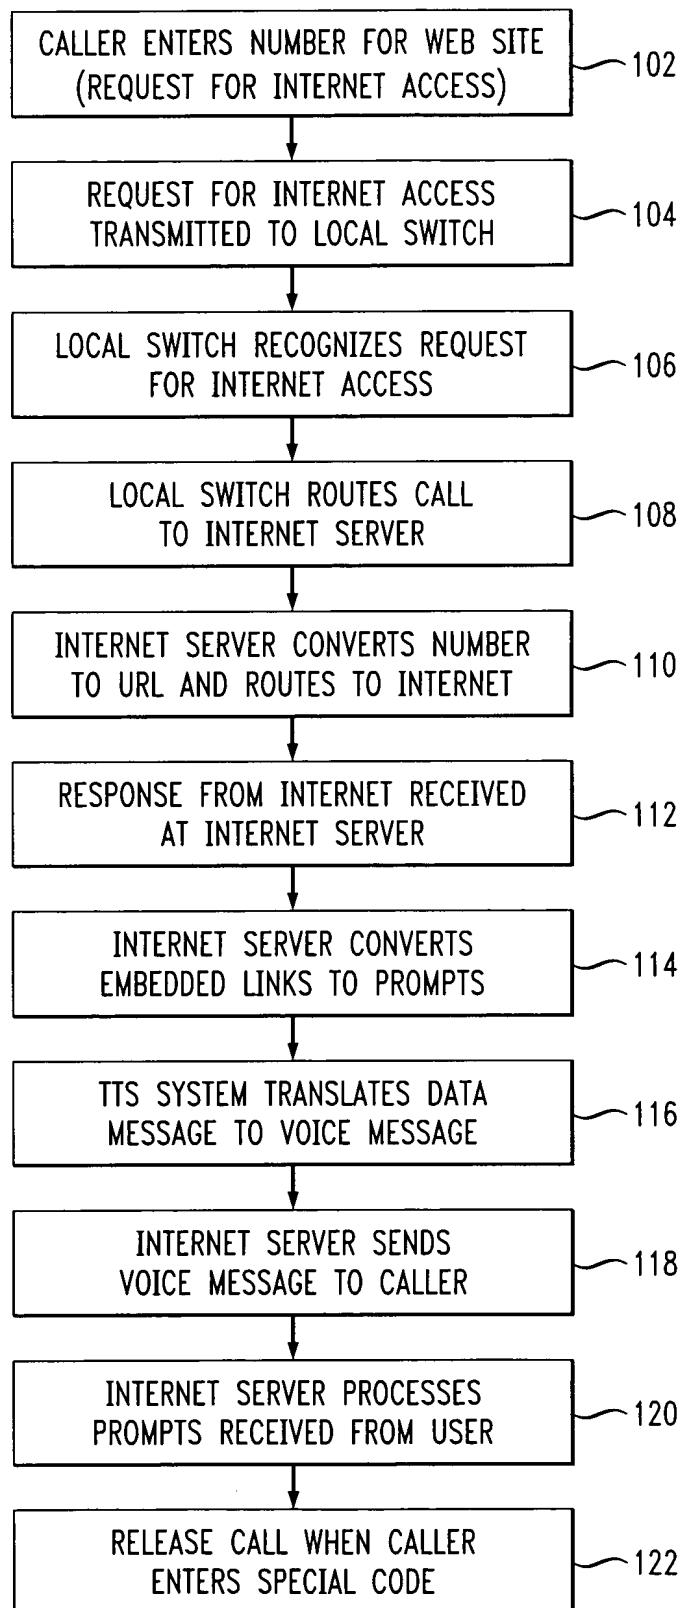 CALLER ENTERS NUMBER FOR WEB SITE
(REQUEST FOR INTERNET ACCESS)
102
REQUEST FOR INTERNET ACCESS
TRANSMITTED TO LOCAL SWITCH
104
LOCAL SWITCH RECOGNIZES REQUEST
FOR INTERNET ACCESS
106
LOCAL SWITCH ROUTES CALL
TO INTERNET SERVER
108
INTERNET SERVER CONVERTS NUMBER
TO URL AND ROUTES TO INTERNET
110
RESPONSE FROM INTERNET RECEIVED
AT INTERNET SERVER
112
INTERNET SERVER CONVERTS
EMBEDDED LINKS TO PROMPTS
114
TTS SYSTEM TRANSLATES DATA
MESSAGE TO VOICE MESSAGE
116
INTERNET SERVER SENDS
VOICE MESSAGE TO CALLER
118
INTERNET SERVER PROCESSES
PROMPTS RECEIVED FROM USER
120
RELEASE CALL WHEN CALLER
ENTERS SPECIAL CODE
122